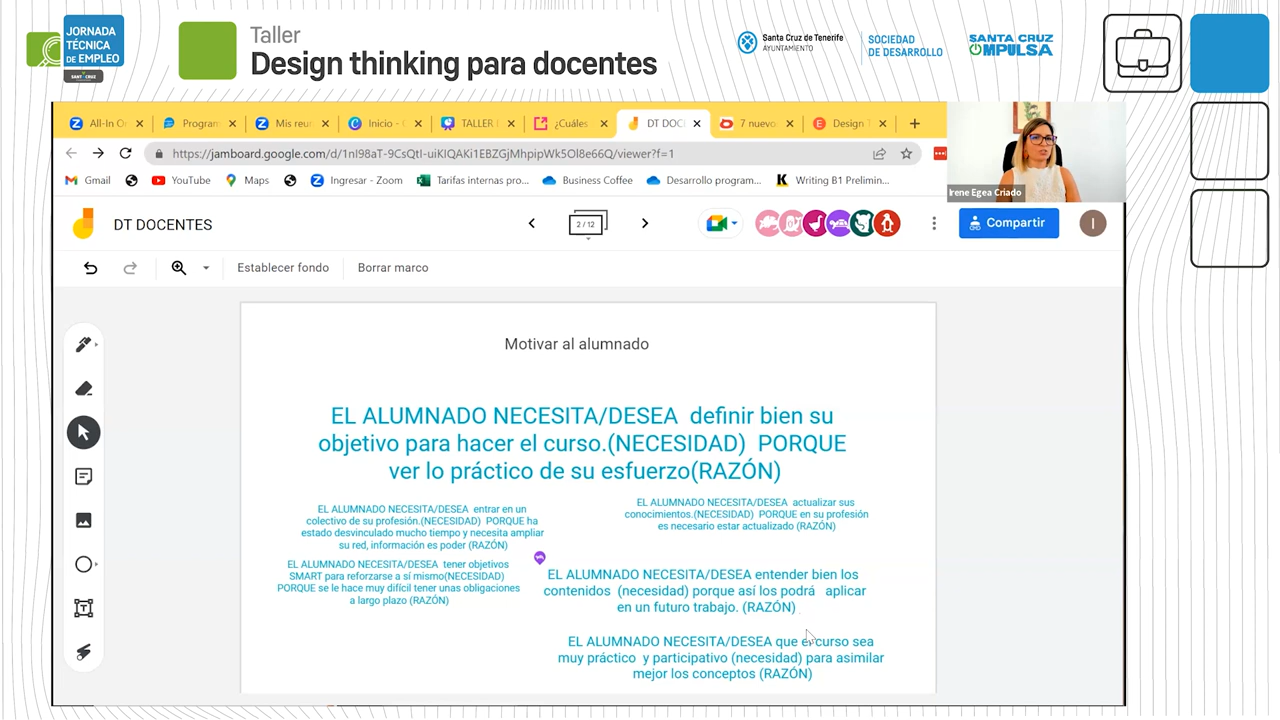 JORNADA
TÉCNICA
DE EMPLEO
Taller
Design thinking para docentes
Santa Cruz de Tenerife
AYUNTAMIENTO
SOCIEDAD
DE DESARROLLO
SANTA CRUZ
MPULSA
All-In O
Program
Mis reu
Inicio -
TALLER
¿Cuáles
DT DOC
7 nuevo
Design T
https://jamboard.google.com/d/1nI98aT-9CsQtI-uiKIQAKi1EBZGjMhpipWk5Ol8e66Q/viewer?f=1
Gmail
YouTube
Maps
Ingresar - Zoom
Tarifas internas pro...
Business Coffee
Desarrollo program...
Writing B1 Prelimin...
Irene Egea Criado
DT DOCENTES
2 / 12
Compartir
I
Establecer fondo
Borrar marco
Motivar al alumnado
EL ALUMNADO NECESITA/DESEA definir bien su
objetivo para hacer el curso.(NECESIDAD) PORQUE
ver lo práctico de su esfuerzo(RAZÓN)
EL ALUMNADO NECESITA/DESEA entrar en un
colectivo de su profesión.(NECESIDAD) PORQUE ha
estado desvinculado mucho tiempo y necesita ampliar
su red, información es poder (RAZÓN)
EL ALUMNADO NECESITA/DESEA actualizar sus
conocimientos.(NECESIDAD) PORQUE en su profesión
es necesario estar actualizado (RAZÓN)
EL ALUMNADO NECESITA/DESEA tener objetivos
SMART para reforzarse a sí mismo(NECESIDAD)
PORQUE se le hace muy difícil tener unas obligaciones
a largo plazo (RAZÓN)
EL ALUMNADO NECESITA/DESEA entender bien los
contenidos (necesidad) porque así los podrá aplicar
en un futuro trabajo. (RAZÓN)
EL ALUMNADO NECESITA/DESEA que el curso sea
muy práctico y participativo (necesidad) para asimilar
mejor los conceptos (RAZÓN)